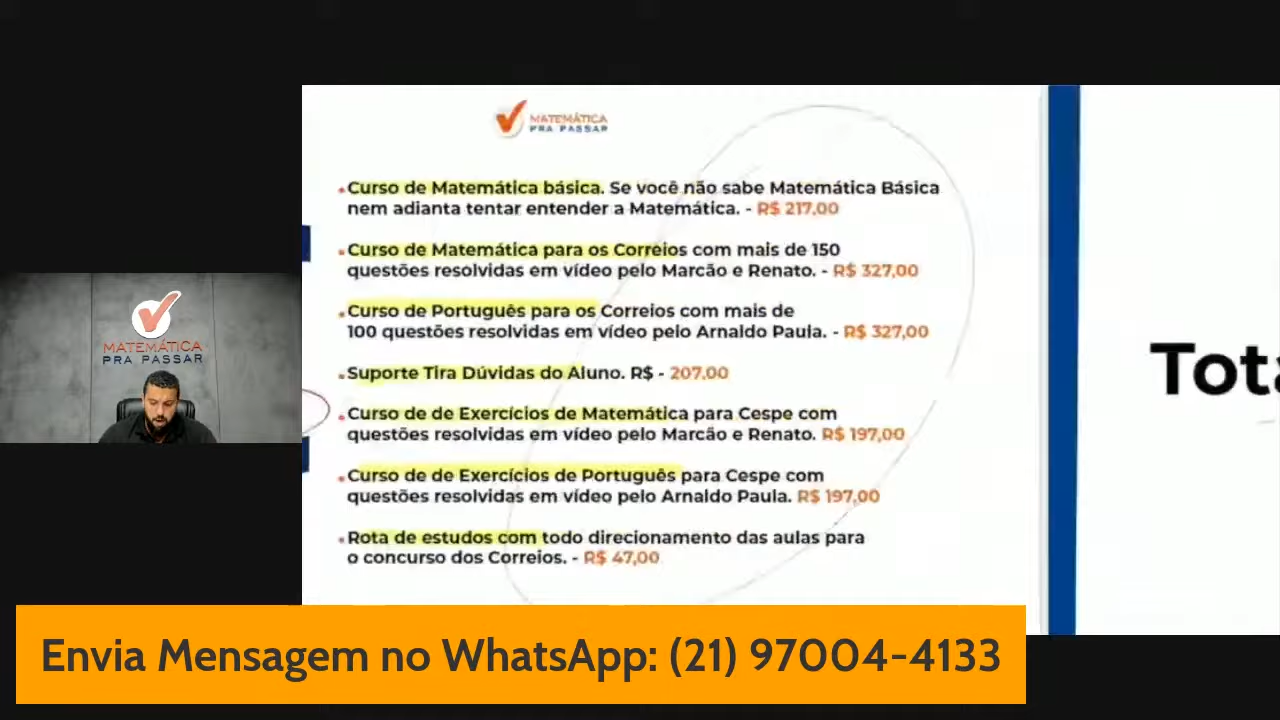 MATEMÁTICA
PRA PASSAR
Curso de Matemática básica. Se você não sabe Matemática Básica
nem adianta tentar entender a Matemática. - R$ 217,00
Curso de Matemática para os Correios com mais de 150
questões resolvidas em vídeo pelo Marcão e Renato. - R$ 327,00
Curso de Português para os Correios com mais de
100 questões resolvidas em vídeo pelo Arnaldo Paula. - R$ 327,00
Suporte Tira Dúvidas do Aluno. R$ - 207,00
Curso de de Exercícios de Matemática para Cespe com
questões resolvidas em vídeo pelo Marcão e Renato. R$ 197,00
Curso de de Exercícios de Português para Cespe com
questões resolvidas em vídeo pelo Arnaldo Paula. R$ 197,00
Rota de estudos com todo direcionamento das aulas para
o concurso dos Correios. - R$ 47,00
MATEMÁTICA
PRA PASSAR
Envia Mensagem no WhatsApp: (21) 97004-4133